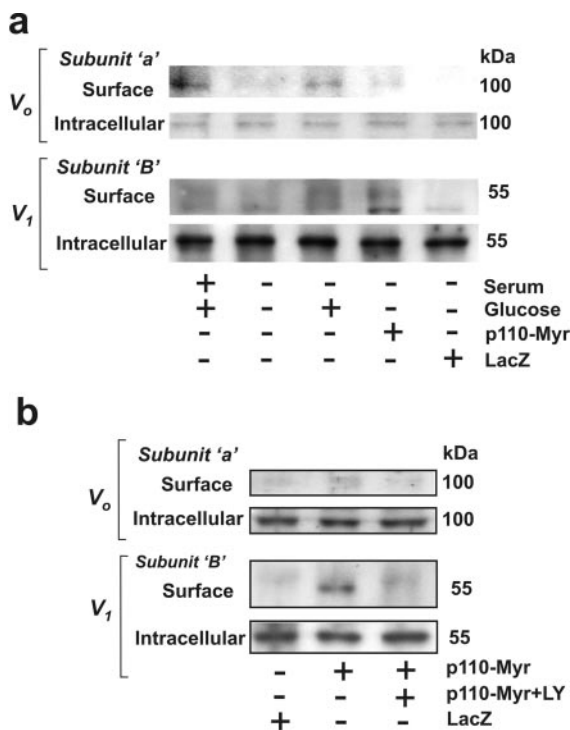 a
Subunit 'a' kDa
Vo Surface 100
Intracellular 100
Subunit 'B'
V1 Surface 55
Intracellular 55
+ - - - - Serum
+ - + - - Glucose
- - - + - p110-Myr
- - - - + LacZ
b
Subunit 'a' kDa
Vo Surface 100
Intracellular 100
Subunit 'B'
V1 Surface 55
Intracellular 55
- + + p110-Myr
- - + p110-Myr+LY
+ - - LacZ